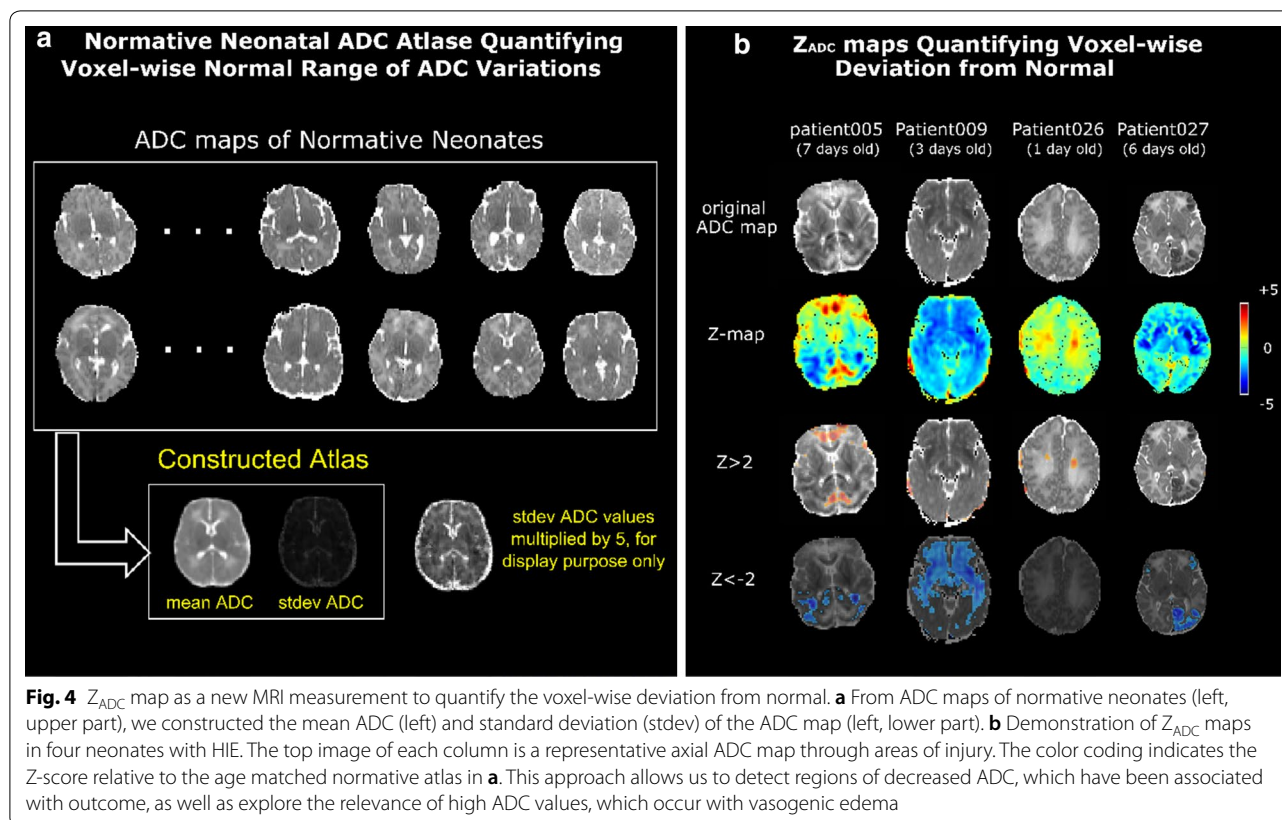 a
Normative Neonatal ADC Atlase Quantifying
Voxel-wise Normal Range of ADC Variations
ADC maps of Normative Neonates
. . .
. . .
Constructed Atlas
mean ADC
stdev ADC
stdev ADC values
multiplied by 5, for
display purpose only
b
ZADC maps Quantifying Voxel-wise
Deviation from Normal
patient005
(7 days old)
Patient009
(3 days old)
Patient026
(1 day old)
Patient027
(6 days old)
original
ADC map
Z-map
+5
0
-5
Z>2
Z<-2
Fig. 4 ZADC map as a new MRI measurement to quantify the voxel-wise deviation from normal. a From ADC maps of normative neonates (left,
upper part), we constructed the mean ADC (left) and standard deviation (stdev) of the ADC map (left, lower part). b Demonstration of ZADC maps
in four neonates with HIE. The top image of each column is a representative axial ADC map through areas of injury. The color coding indicates the
Z-score relative to the age matched normative atlas in a. This approach allows us to detect regions of decreased ADC, which have been associated
with outcome, as well as explore the relevance of high ADC values, which occur with vasogenic edema